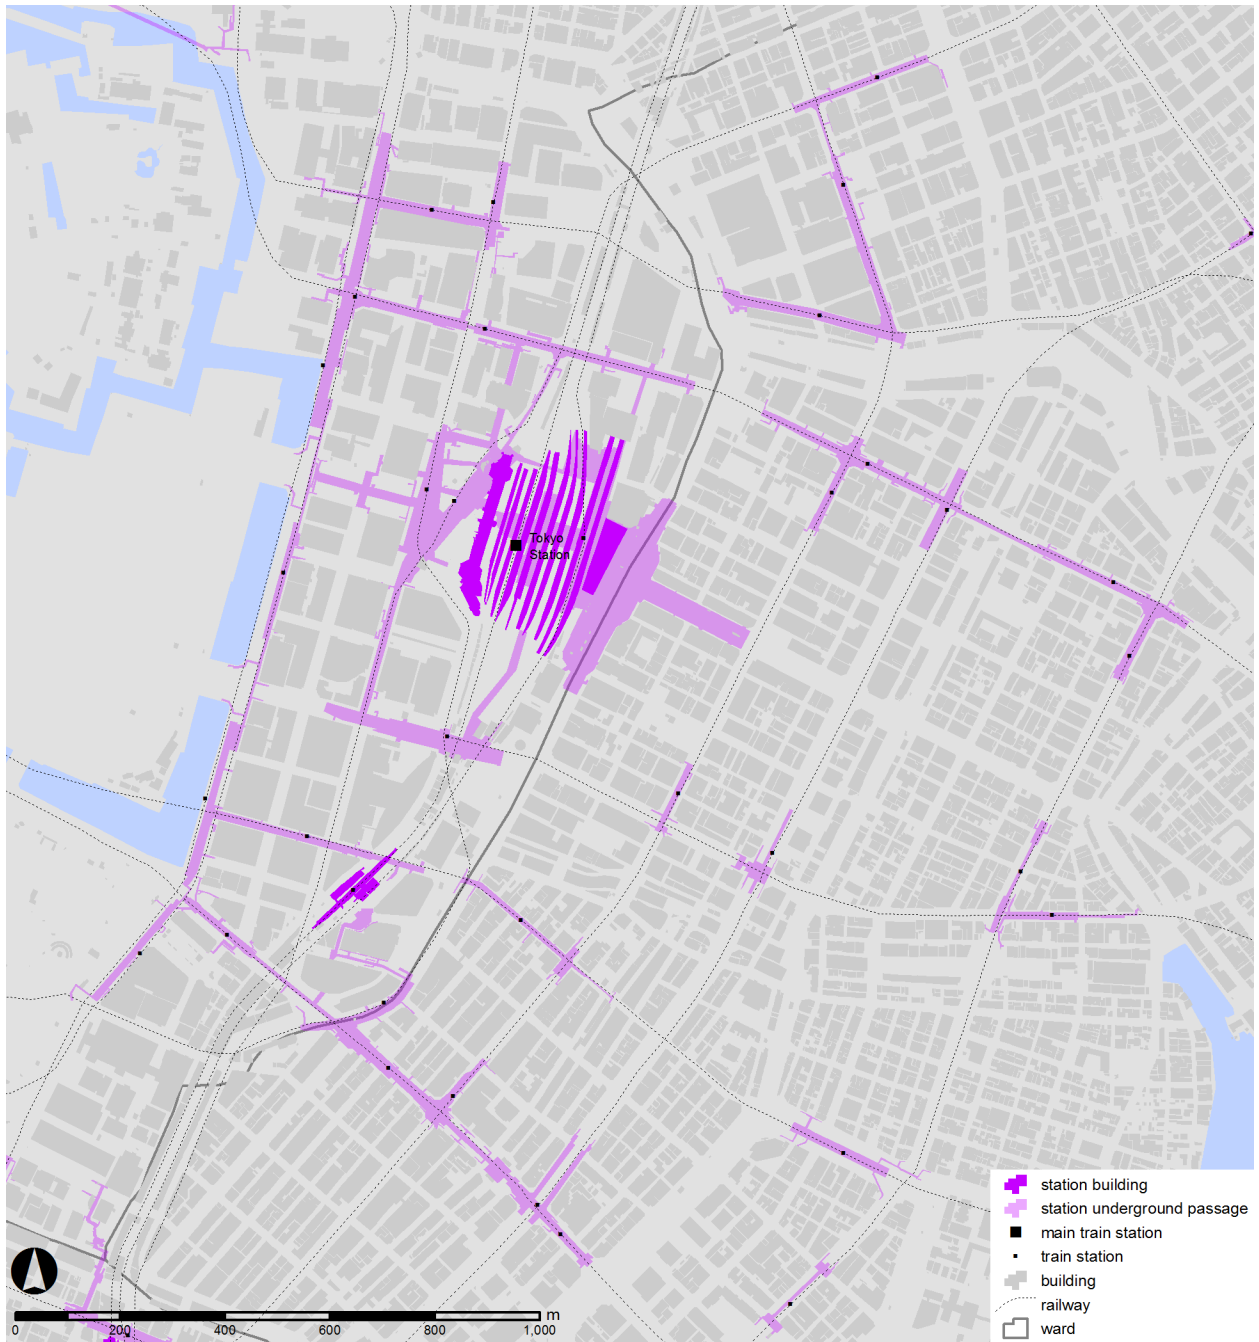 Tokyo
Station
station building
station underground passage
main train station
train station
building
railway
ward
m
0 200 400 600 800 1,000